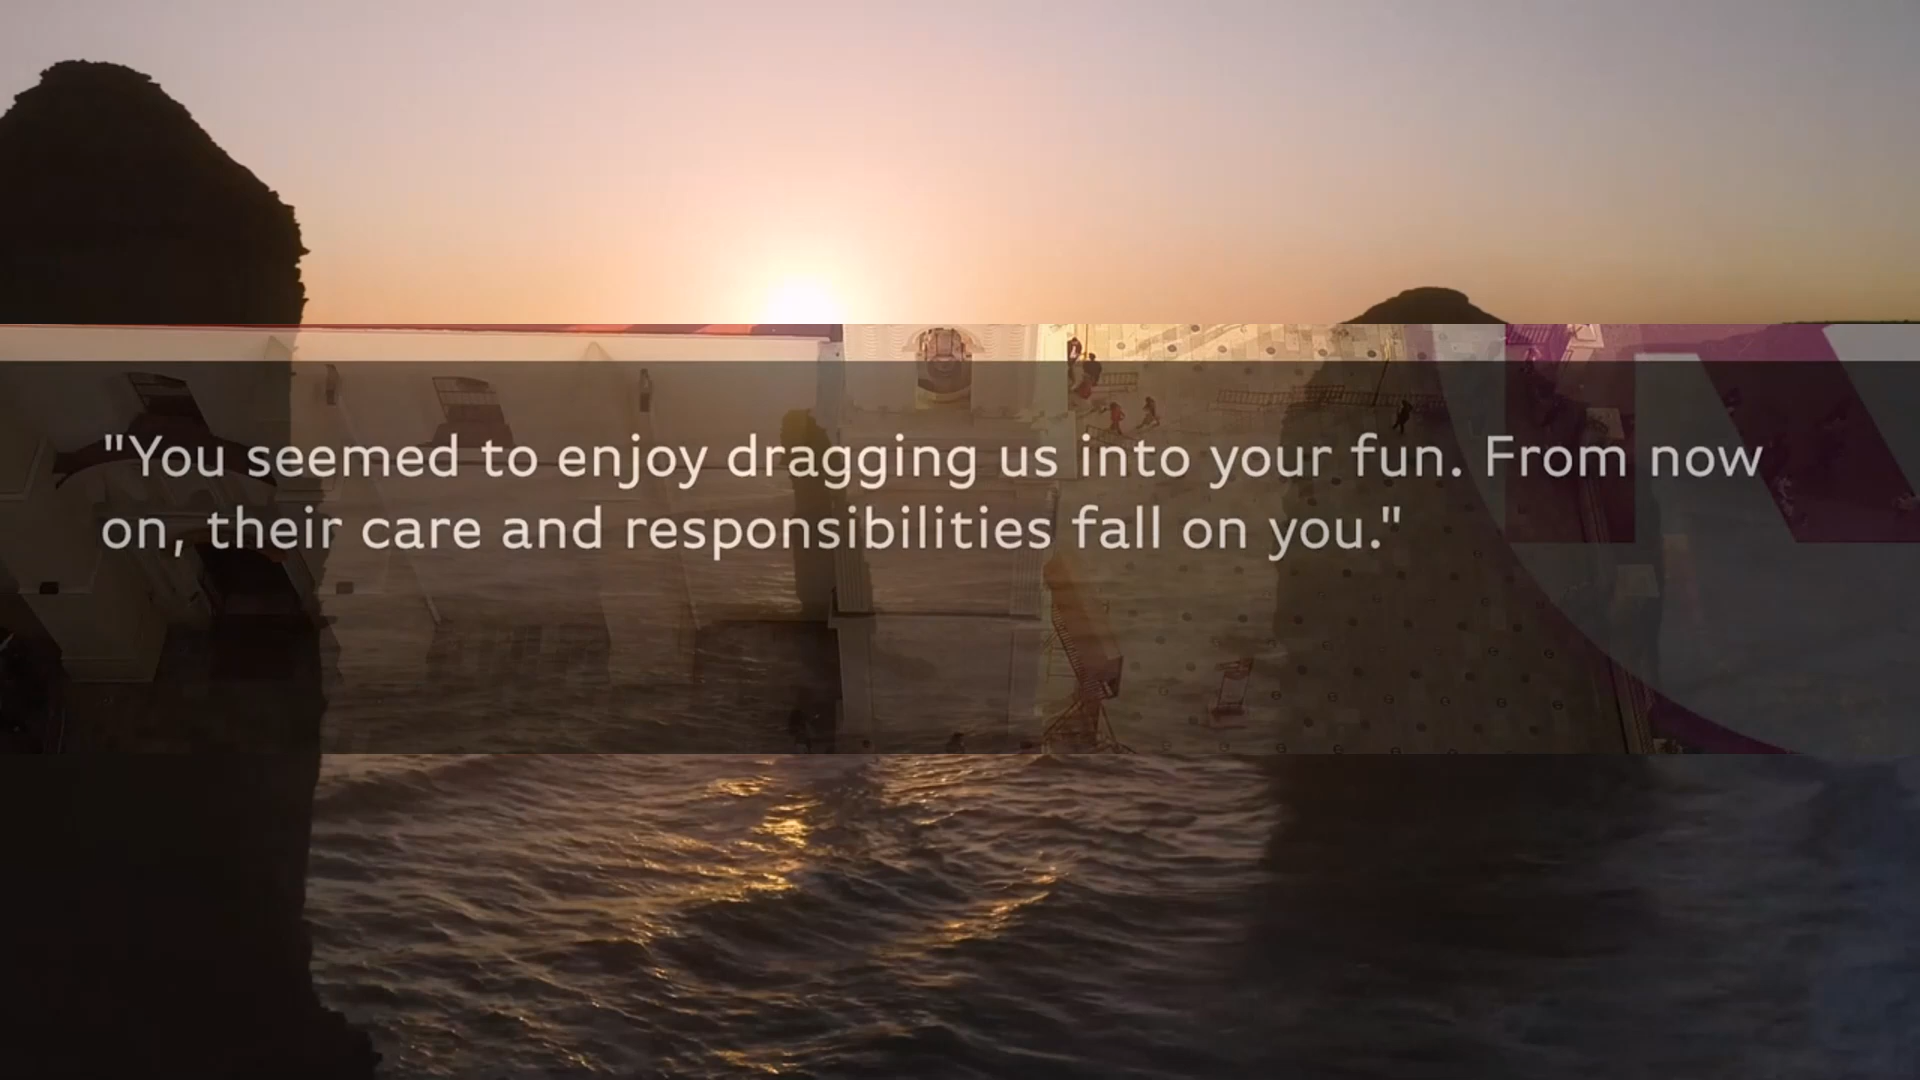 "You seemed to enjoy dragging us into your fun. From now
on, their care and responsibilities fall on you."